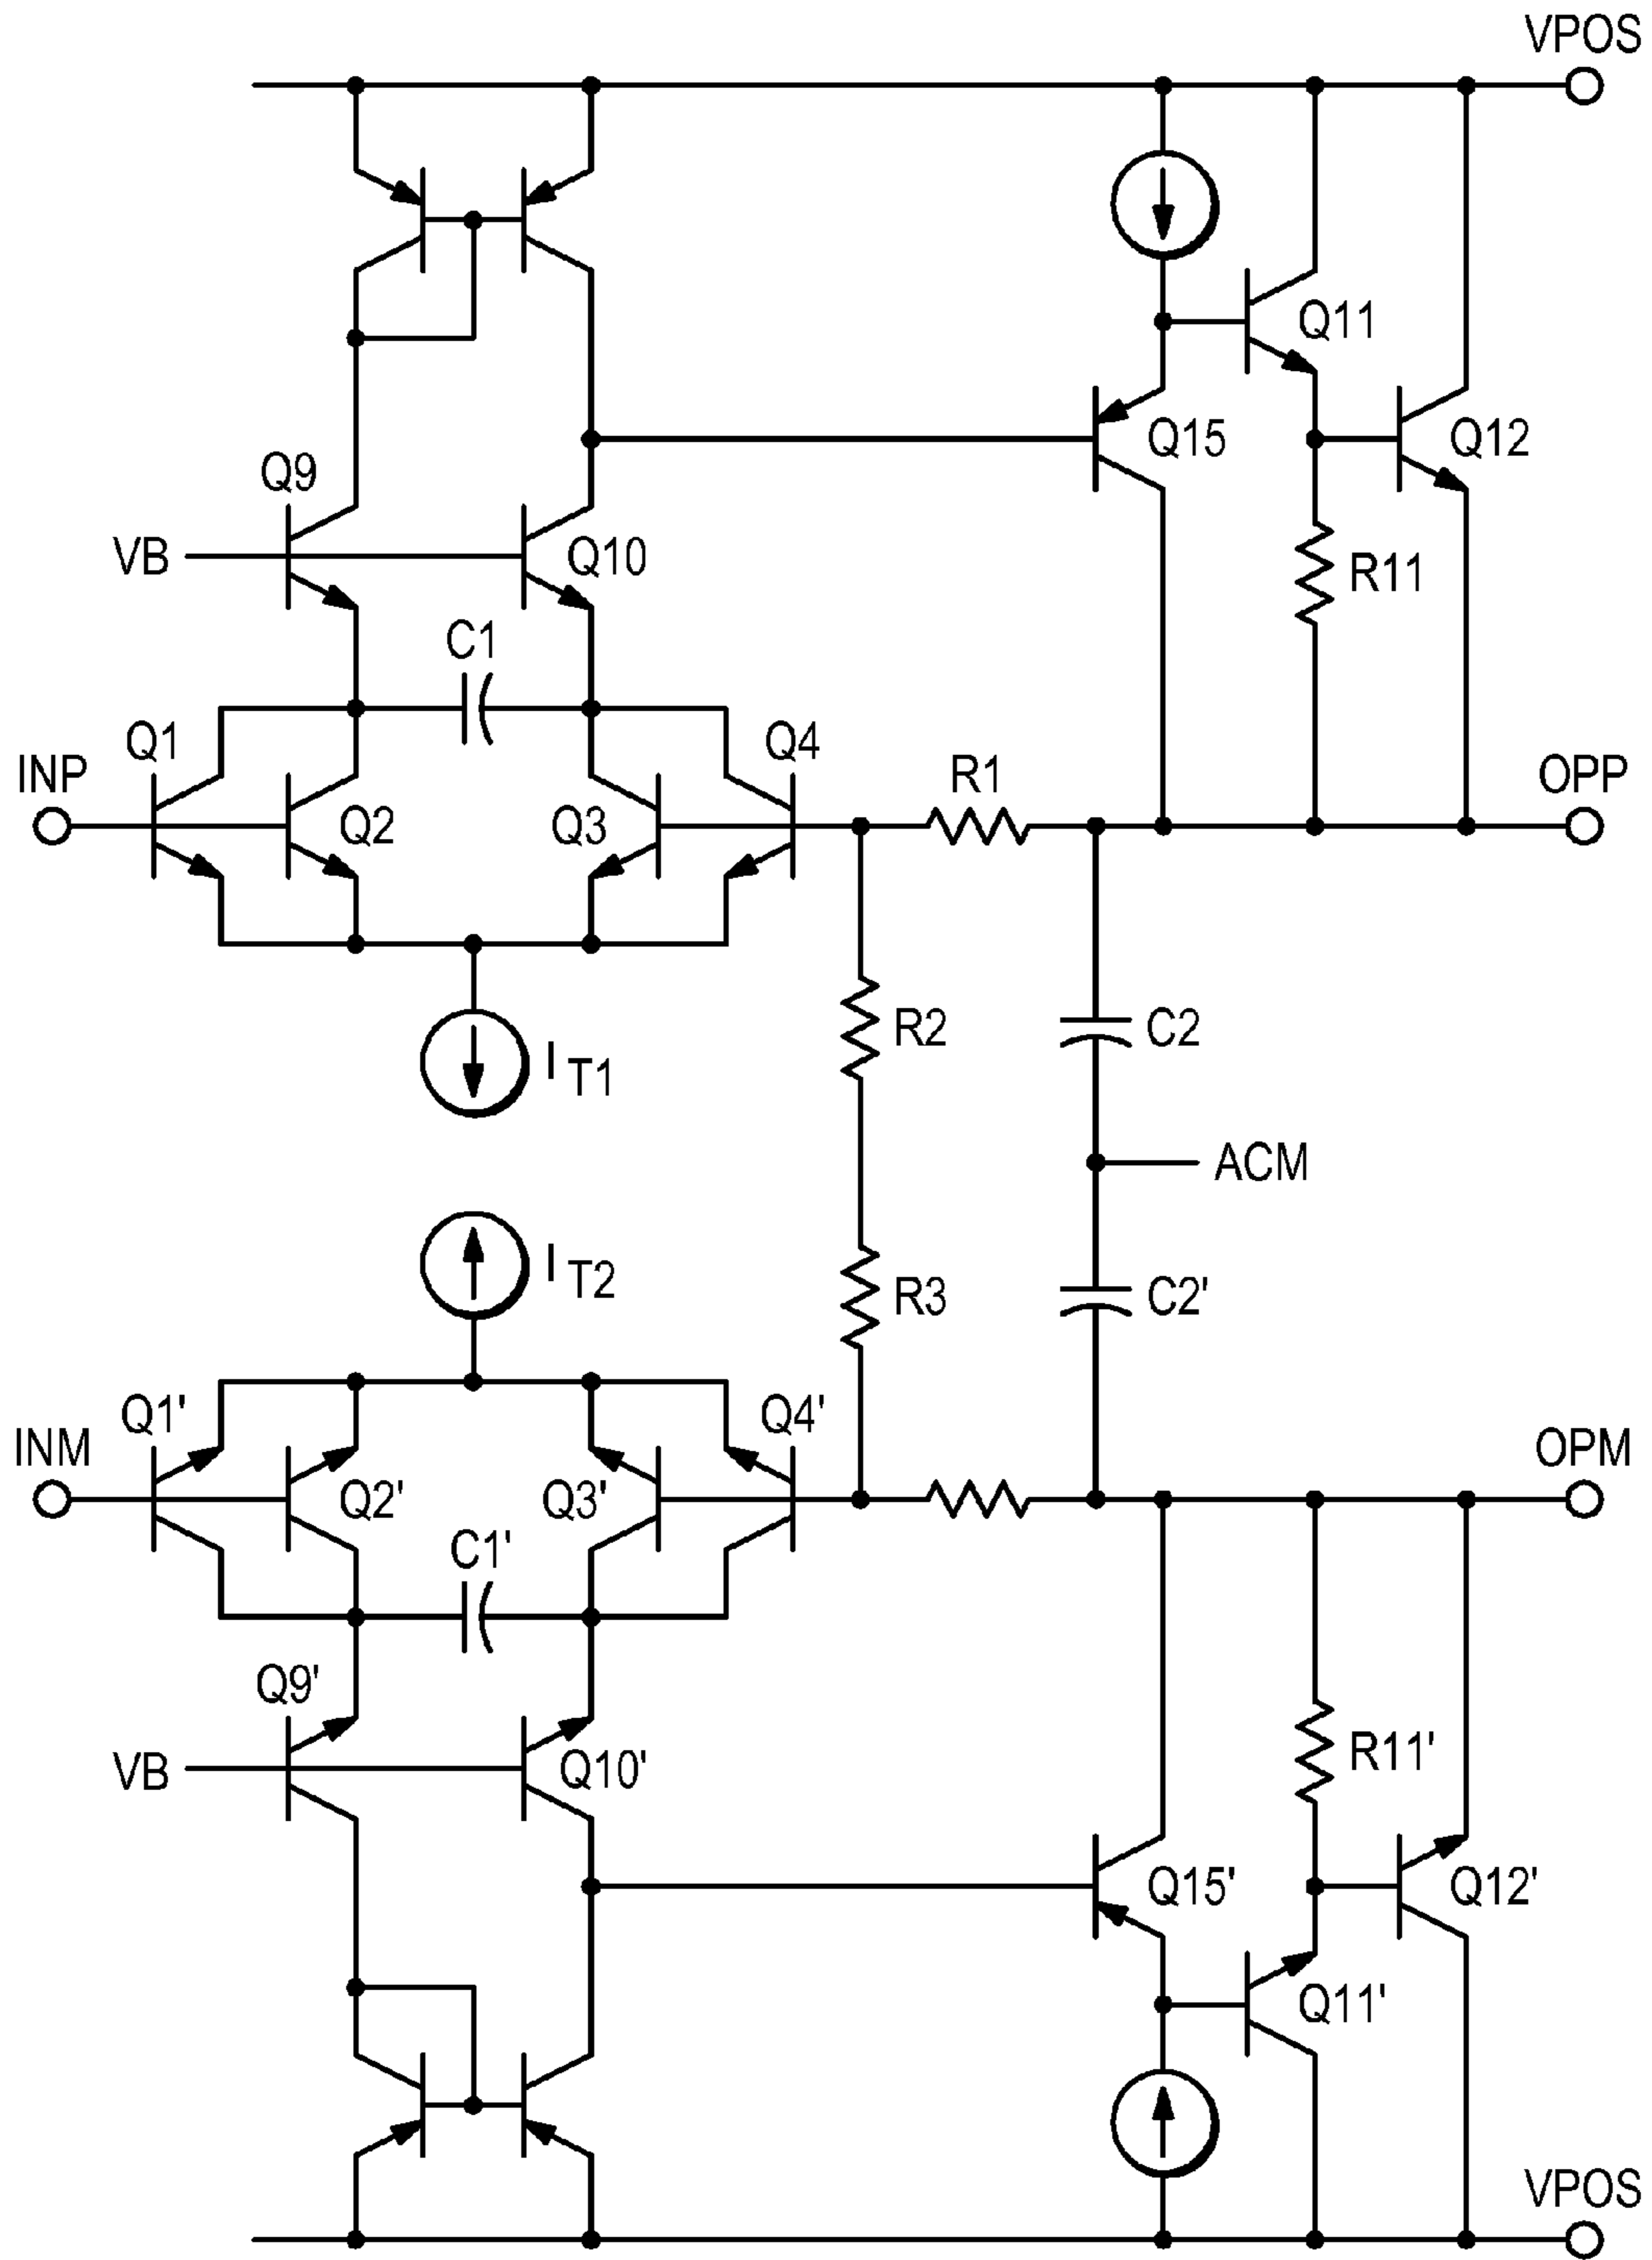 VPOS
Q11
Q15
Q12
Q9
VB
Q10
R11
C1
Q1
Q4
INP
R1
OPP
Q2
Q3
R2
C2
I T1
ACM
I T2
R3
C2'
Q1'
Q4'
INM
OPM
Q2'
Q3'
C1'
Q9'
R11'
VB
Q10'
Q15'
Q12'
Q11'
VPOS